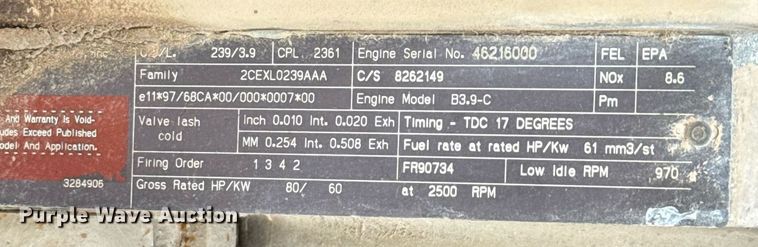 239/3.9 CPL 2361 Engine Serial No. 46216000 FEL EPA
Family 2CEXL0239AAA C/S 8262149 NOx 8.6
e11*97/68CA*00/000*0007*00 Engine Model B3.9-C Pm
And Warranty Is Void-
Exceed Published
And Application.
Valve lash cold Inch 0.010 Int. 0.020 Exh Timing - TDC 17 DEGREES
MM 0.254 Int. 0.508 Exh Fuel rate at rated HP/Kw 61 mm3/st
Firing Order 1 3 4 2 FR90734 Low Idle RPM 970
3284906
Gross Rated HP/KW 80/ 60 at 2500 RPM
Purple Wave Auction
Purple Wave Auction